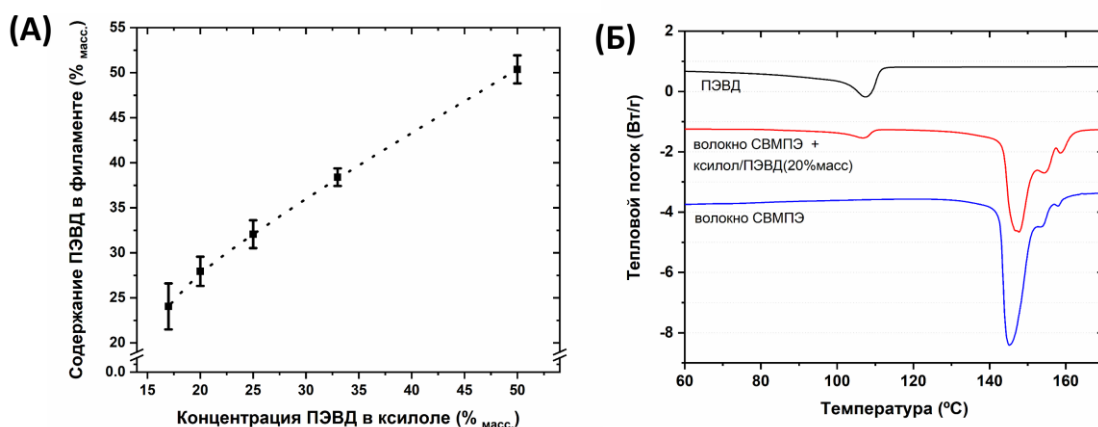 (А)
Содержание ПЭВД в филаменте (% масс.)
55
50
45
40
35
30
25
20
0.0
15 20 25 30 35 40 45 50
Концентрация ПЭВД в ксилоле (% масс.)
(Б)
Тепловой поток (Вт/г)
2
0
-2
-4
-6
-8
ПЭВД
волокно СВМПЭ +
ксилол/ПЭВД(20%масс)
волокно СВМПЭ
60 80 100 120 140 160
Температура (ºC)